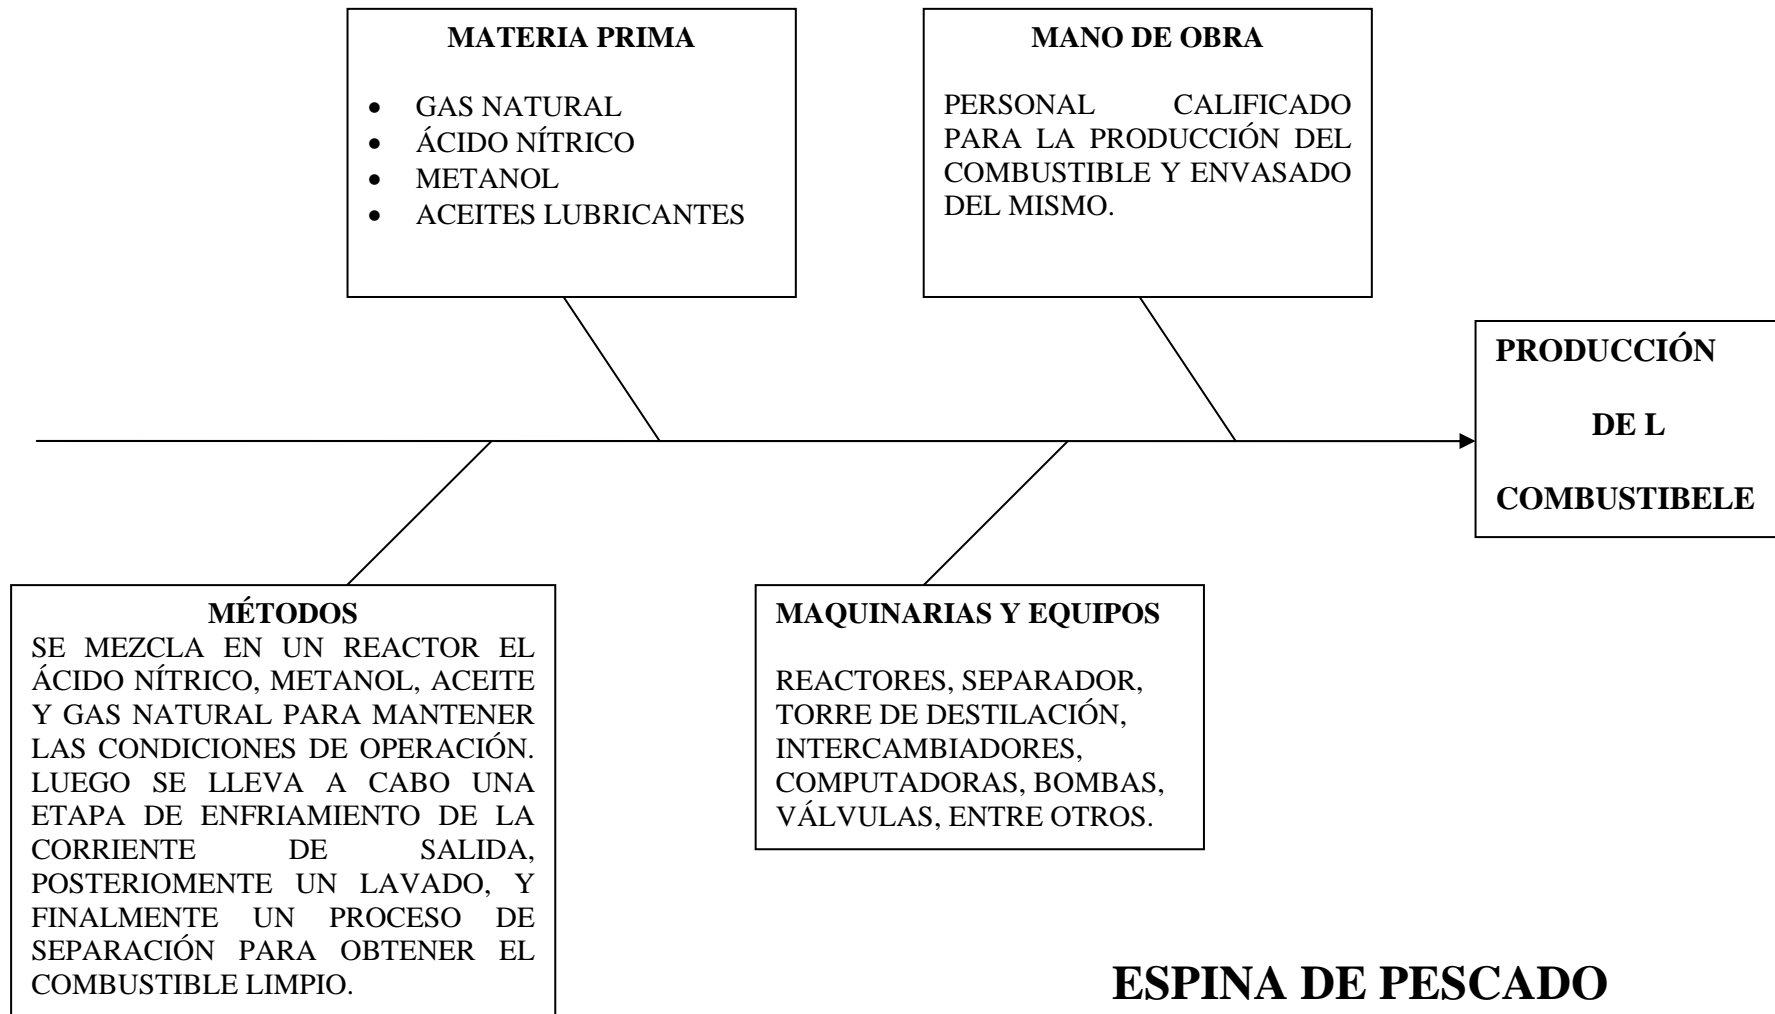 MATERIA PRIMA
• GAS NATURAL
• ÁCIDO NÍTRICO
• METANOL
• ACEITES LUBRICANTES
MANO DE OBRA
PERSONAL CALIFICADO
PARA LA PRODUCCIÓN DEL
COMBUSTIBLE Y ENVASADO
DEL MISMO.
PRODUCCIÓN
DE L
COMBUSTIBELE
MÉTODOS
SE MEZCLA EN UN REACTOR EL
ÁCIDO NÍTRICO, METANOL, ACEITE
Y GAS NATURAL PARA MANTENER
LAS CONDICIONES DE OPERACIÓN.
LUEGO SE LLEVA A CABO UNA
ETAPA DE ENFRIAMIENTO DE LA
CORRIENTE DE SALIDA,
POSTERIOMENTE UN LAVADO, Y
FINALMENTE UN PROCESO DE
SEPARACIÓN PARA OBTENER EL
COMBUSTIBLE LIMPIO.
MAQUINARIAS Y EQUIPOS
REACTORES, SEPARADOR,
TORRE DE DESTILACIÓN,
INTERCAMBIADORES,
COMPUTADORAS, BOMBAS,
VÁLVULAS, ENTRE OTROS.
ESPINA DE PESCADO